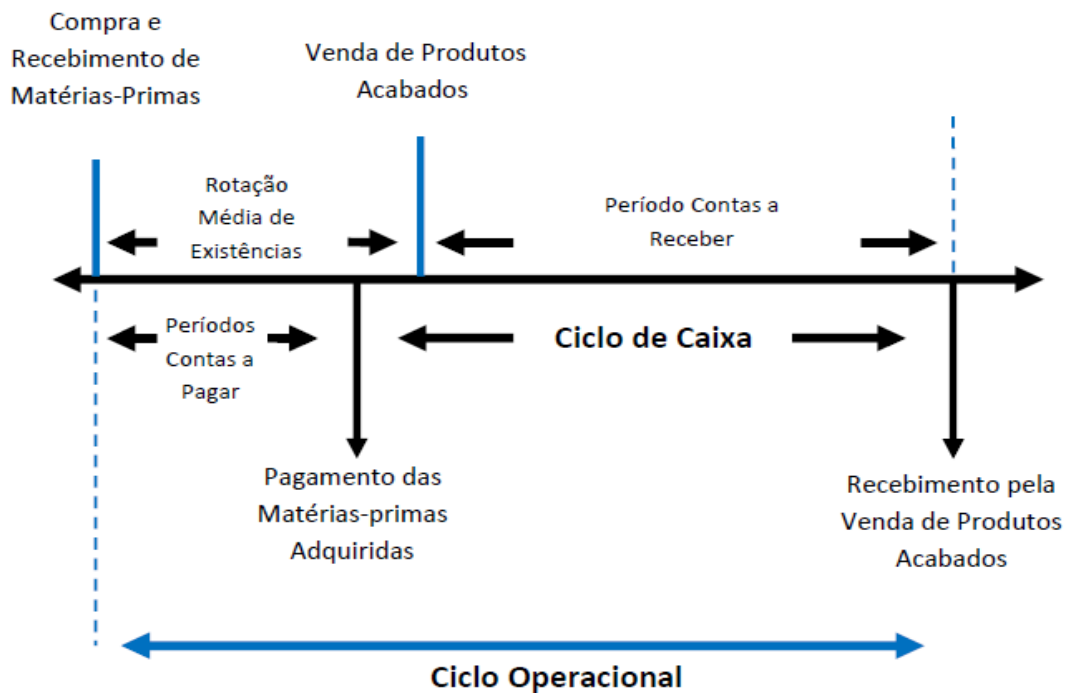 Compra e
Recebimento de
Matérias-Primas
Venda de Produtos
Acabados
Rotação
Média de
Existências
Período Contas a
Receber
Períodos
Contas a
Pagar
Ciclo de Caixa
Pagamento das
Matérias-primas
Adquiridas
Recebimento pela
Venda de Produtos
Acabados
Ciclo Operacional